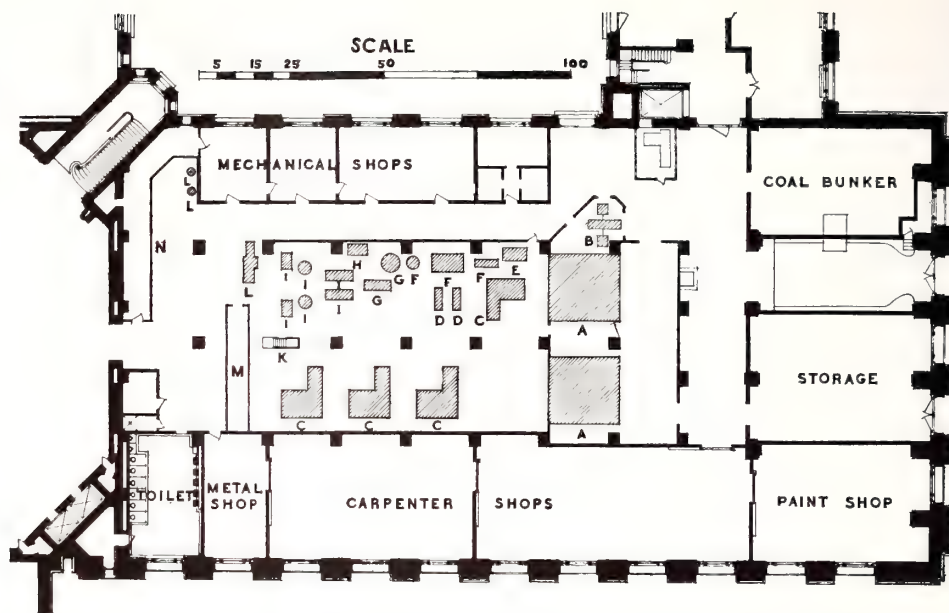 SCALE
5 15 25 50 100
MECHANICAL SHOPS
COAL BUNKER
L
L
N
B
L
H
I
I
G
F
F
F
E
I
G
D
D
C
I
I
A
K
M
STORAGE
C
C
C
A
TOILET
METAL
SHOP
CARPENTER SHOPS
PAINT SHOP